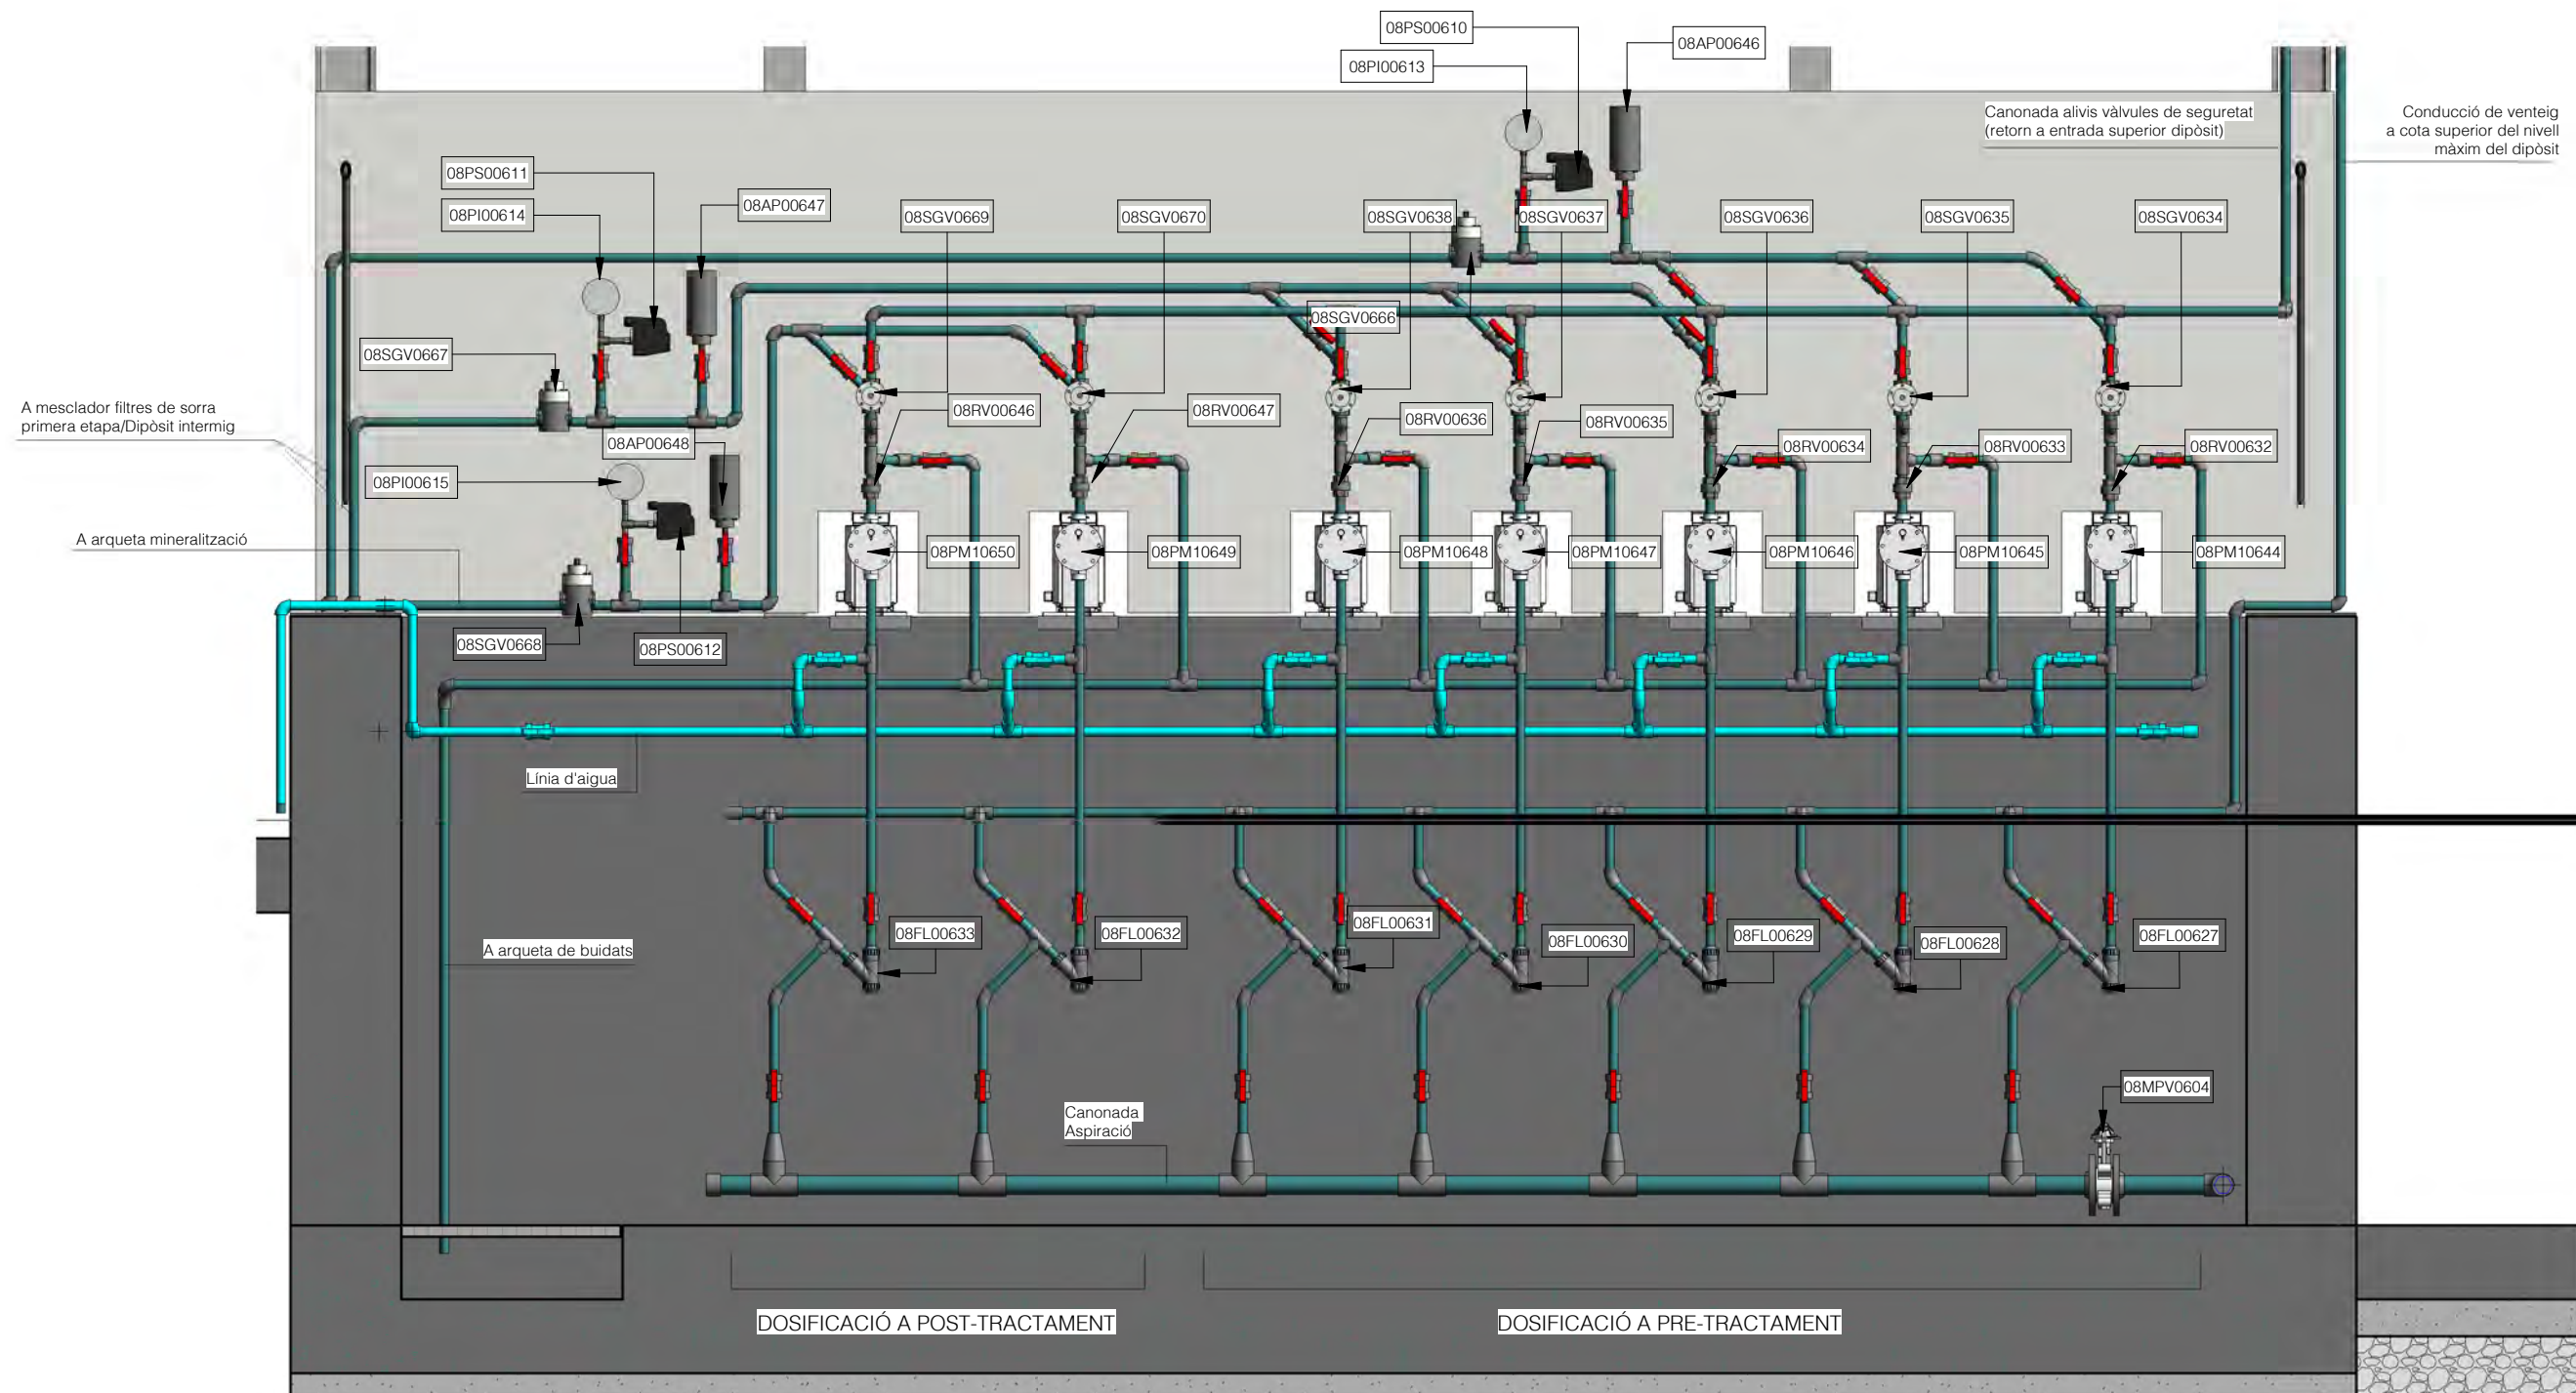 08PS00610
08AP00646
08PI00613
Canonada alivis vàlvules de seguretat
(retorn a entrada superior dipòsit)
Conducció de venteig
a cota superior del nivell
màxim del dipòsit
08PS00611
08PI00614
08AP00647
08SGV0669
08SGV0670
08SGV0638
08SGV0637
08SGV0636
08SGV0635
08SGV0634
08SGV0666
08SGV0667
A mesclador filtres de sorra
primera etapa/Dipòsit intermig
08RV00646
08RV00647
08RV00636
08RV00635
08RV00634
08RV00633
08RV00632
08AP00648
08PI00615
A arqueta mineralització
08PM10650
08PM10649
08PM10648
08PM10647
08PM10646
08PM10645
08PM10644
08SGV0668
08PS00612
Línia d'aigua
A arqueta de buidats
08FL00633
08FL00632
08FL00631
08FL00630
08FL00629
08FL00628
08FL00627
08MPV0604
Canonada
Aspiració
DOSIFICACIÓ A POST-TRACTAMENT
DOSIFICACIÓ A PRE-TRACTAMENT